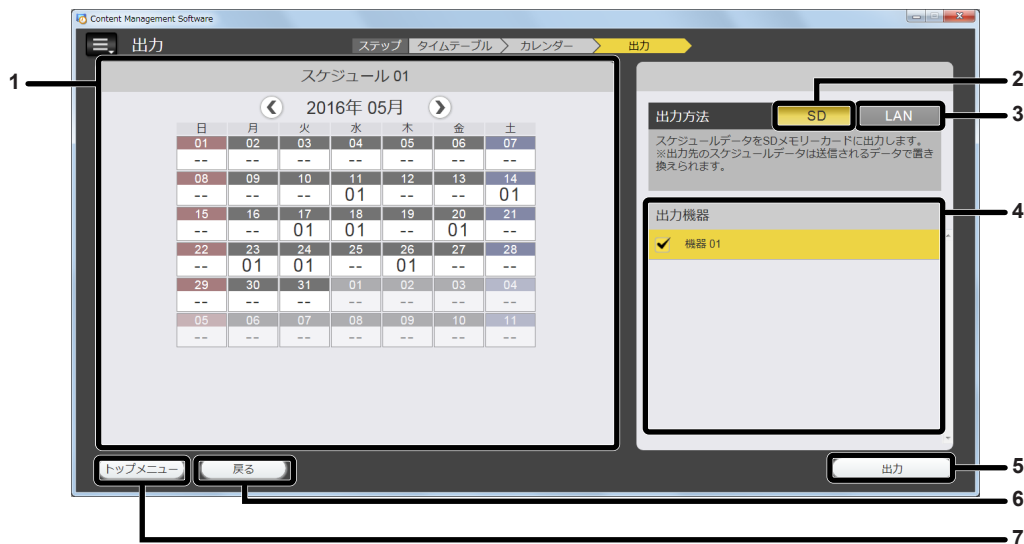 Content Management Software
出力
ステップ タイムテーブル カレンダー 出力
1
スケジュール 01
2016年 05月
日 月 火 水 木 金 土
01 02 03 04 05 06 07
-- -- -- -- -- -- --
08 09 10 11 12 13 14
-- -- -- 01 -- -- 01
15 16 17 18 19 20 21
-- -- 01 01 -- 01 --
22 23 24 25 26 27 28
-- 01 01 -- 01 -- --
29 30 31 01 02 03 04
-- -- -- -- -- -- --
05 06 07 08 09 10 11
-- -- -- -- -- -- --
出力方法 SD LAN
2
3
スケジュールデータをSDメモリーカードに出力します。
※出力先のスケジュールデータは送信されるデータで置き
換えられます。
出力機器
4
機器 01
トップメニュー 戻る 出力
5
6
7